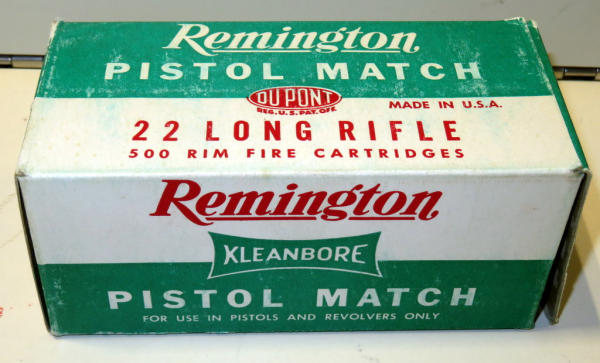 Remington
PISTOL MATCH
DU PONT
REG. U.S. PAT. OFF.
MADE IN U.S.A.
22 LONG RIFLE
500 RIM FIRE CARTRIDGES
Remington
KLEANBORE
PISTOL MATCH
FOR USE IN PISTOLS AND REVOLVERS ONLY